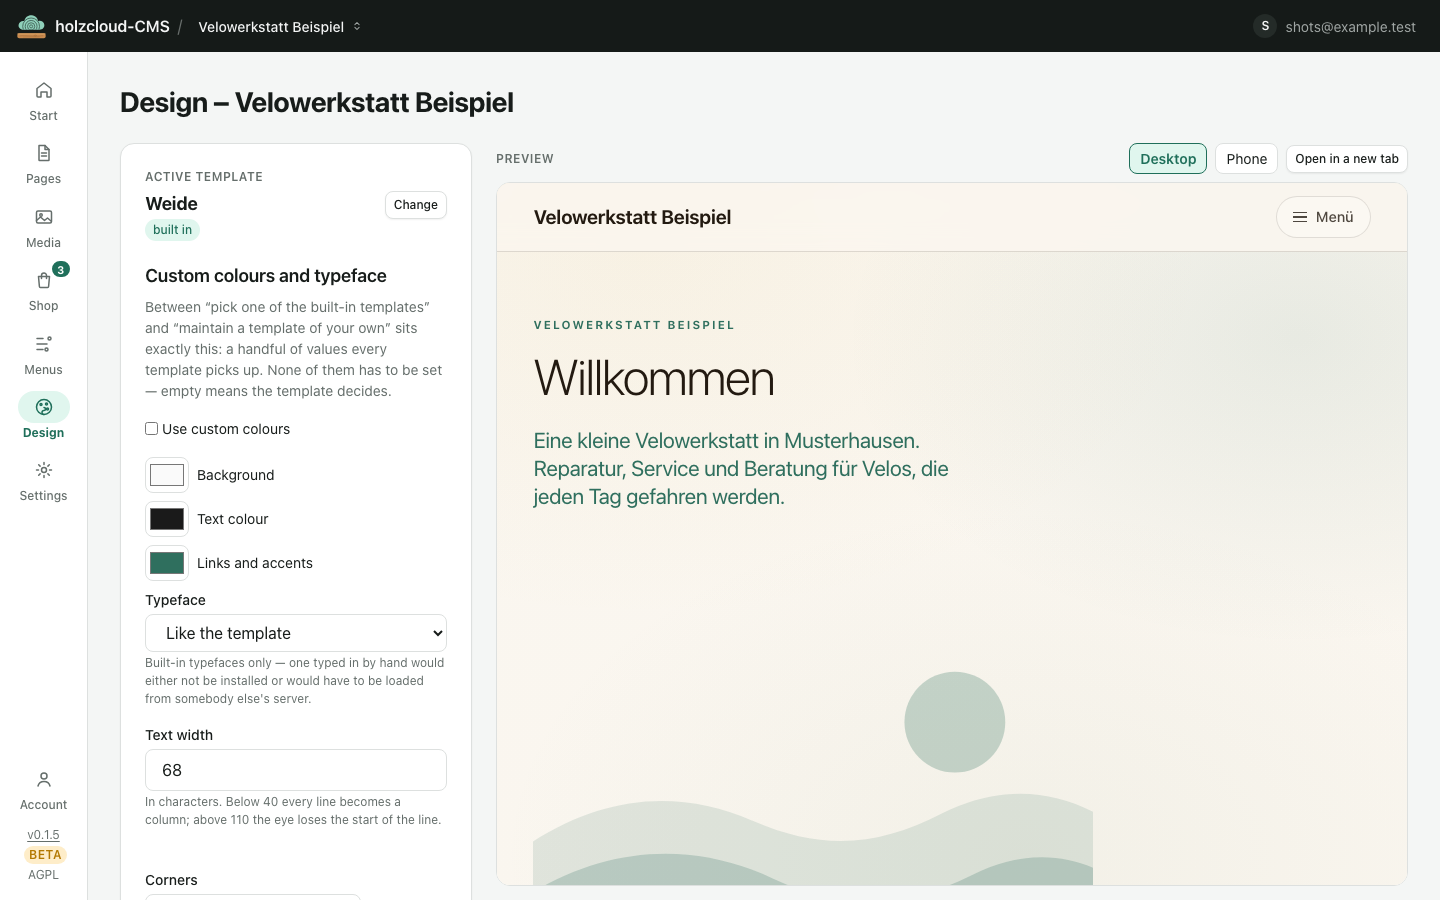 holzcloud-CMS / Velowerkstatt Beispiel
S shots@example.test
Start
Pages
Media
3
Shop
Menus
Design
Settings
Account
v0.1.5
BETA
AGPL
Design – Velowerkstatt Beispiel
ACTIVE TEMPLATE
Weide
Change
built in
Custom colours and typeface
Between “pick one of the built-in templates”
and “maintain a template of your own” sits
exactly this: a handful of values every
template picks up. None of them has to be set
— empty means the template decides.
Use custom colours
Background
Text colour
Links and accents
Typeface
Like the template
Built-in typefaces only — one typed in by hand would
either not be installed or would have to be loaded
from somebody else's server.
Text width
68
In characters. Below 40 every line becomes a
column; above 110 the eye loses the start of the line.
Corners
PREVIEW
Desktop
Phone
Open in a new tab
Velowerkstatt Beispiel
Menü
VELOWERKSTATT BEISPIEL
Willkommen
Eine kleine Velowerkstatt in Musterhausen.
Reparatur, Service und Beratung für Velos, die
jeden Tag gefahren werden.